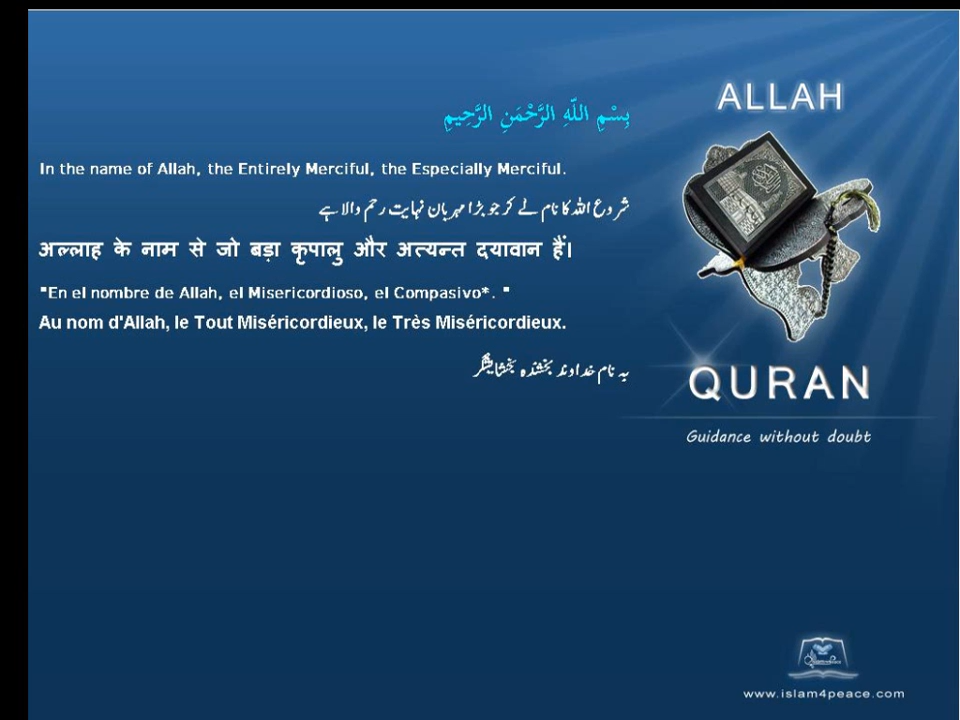 بِسْمِ اللّهِ الرَّحْمَنِ الرَّحِيمِ
In the name of Allah, the Entirely Merciful, the Especially Merciful.
شروع اللہ کا نام لے کر جو بڑا مہربان نہایت رحم والا ہے
अल्लाह के नाम से जो बड़ा कृपालु और अत्यन्त दयावान हैं।
"En el nombre de Allah, el Misericordioso, el Compasivo*. "
Au nom d'Allah, le Tout Miséricordieux, le Très Miséricordieux.
به نام خداوند بخشنده بخشایشگر
ALLAH
QURAN
Guidance without doubt
www.islam4peace.com